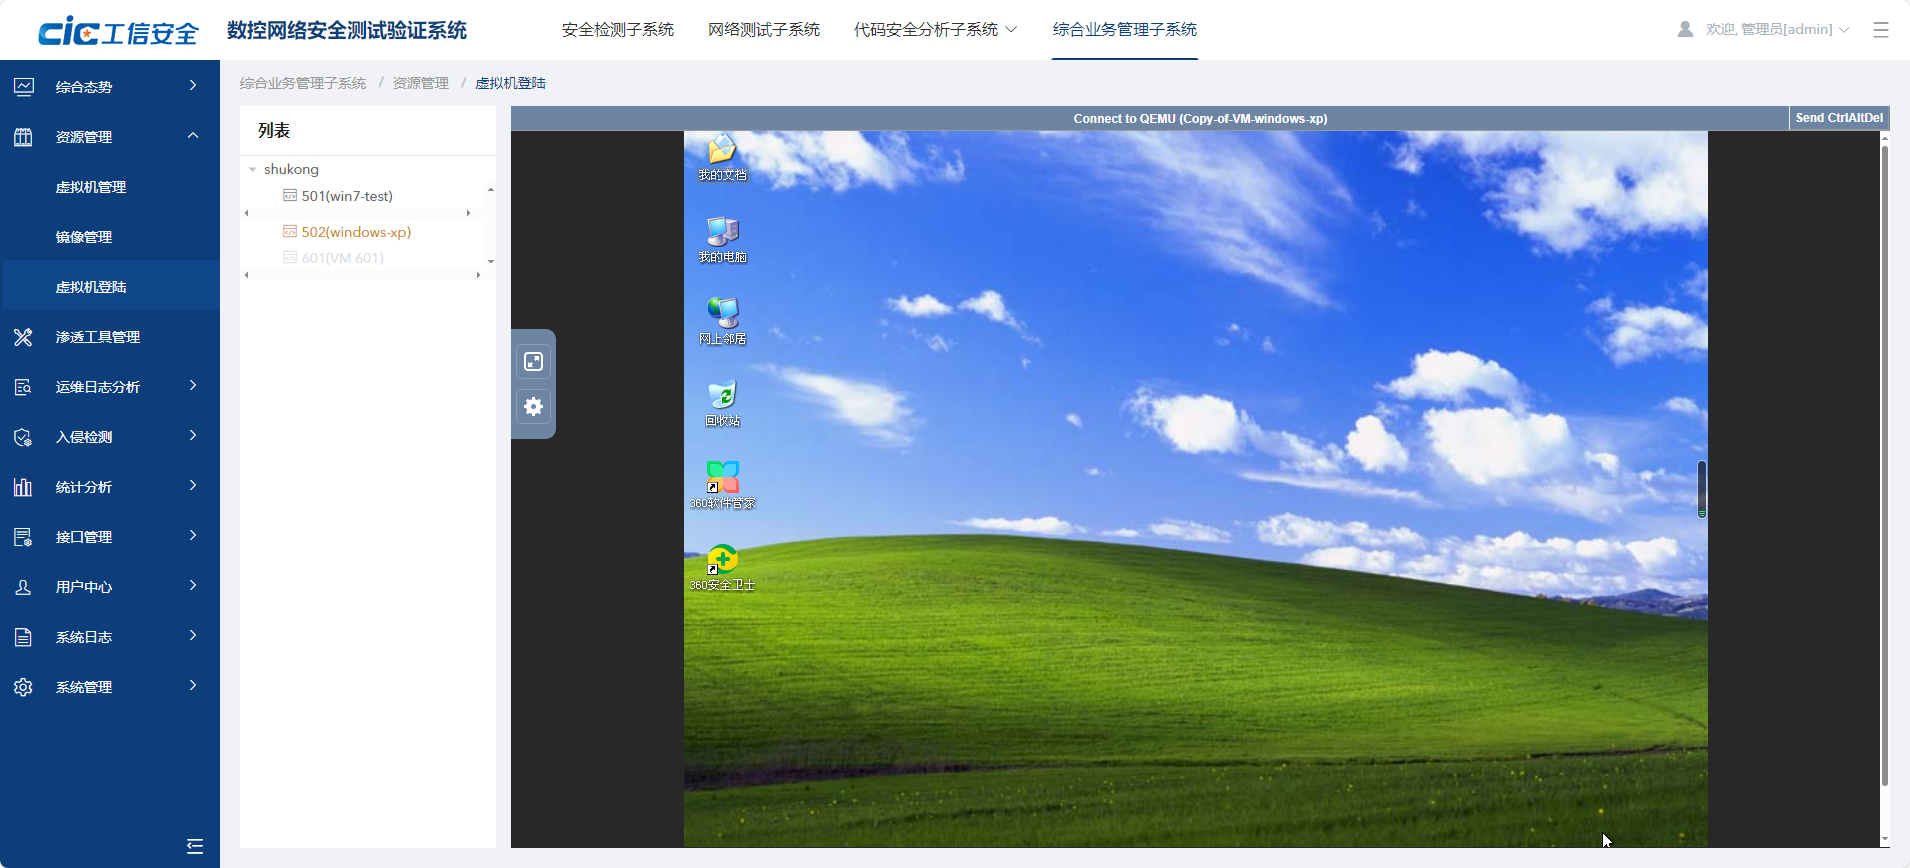 cic工信安全 数控网络安全测试验证系统 安全检测子系统 网络测试子系统 代码安全分析子系统 综合业务管理子系统 欢迎, 管理员[admin]
综合态势
资源管理
虚拟机管理
镜像管理
虚拟机登陆
渗透工具管理
运维日志分析
入侵检测
统计分析
接口管理
用户中心
系统日志
系统管理
综合业务管理子系统 / 资源管理 / 虚拟机登陆
列表
shukong
501(win7-test)
502(windows-xp)
601(VM 601)
Connect to QEMU (Copy-of-VM-windows-xp) Send CtrlAltDel
我的文档
我的电脑
网上邻居
回收站
360软件管家
360安全卫士